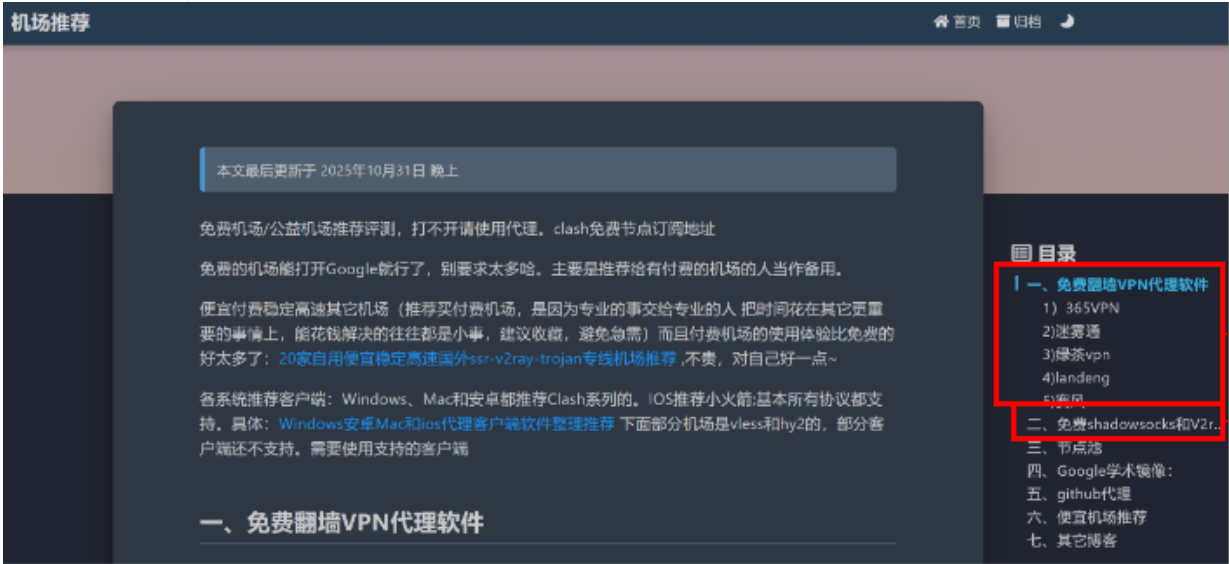 机场推荐
首页 归档
本文最后更新于 2025年10月31日 晚上
免费机场/公益机场推荐评测，打不开请使用代理。clash免费节点订阅地址
免费的机场能打开Google就行了，别要求太多哈。主要是推荐给有付费的机场的人当作备用。
便宜付费稳定高速其它机场（推荐买付费机场，是因为专业的事交给专业的人 把时间花在其它更重
要的事情上，能花钱解决的往往都是小事，建议收藏，避免急需）而且付费机场的使用体验比免费的
好太多了：20家自用便宜稳定高速国外ssr-v2ray-trojan专线机场推荐 ,不贵，对自己好一点~
各系统推荐客户端：Windows、Mac和安卓都推荐Clash系列的。IOS推荐小火箭:基本所有协议都支
持。具体：Windows安卓Mac和ios代理客户端软件整理推荐 下面部分机场是vless和hy2的，部分客
户端还不支持。需要使用支持的客户端
一、免费翻墙VPN代理软件
目录
一、免费翻墙VPN代理软件
1）365VPN
2)迷雾通
3)绿茶vpn
4)landeng
5)赛风
二、免费shadowsocks和V2r...
三、节点池
四、Google学术镜像：
五、github代理
六、便宜机场推荐
七、其它博客